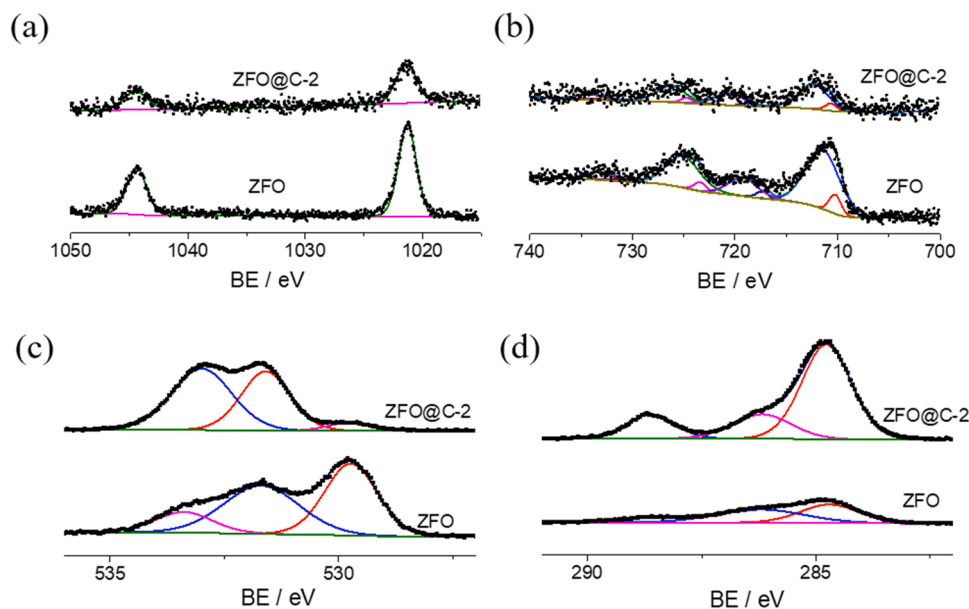 (a)
ZFO@C-2
ZFO
1050 1040 1030 1020
BE / eV
(b)
ZFO@C-2
ZFO
740 730 720 710 700
BE / eV
(c)
ZFO@C-2
ZFO
535 530
BE / eV
(d)
ZFO@C-2
ZFO
290 285
BE / eV